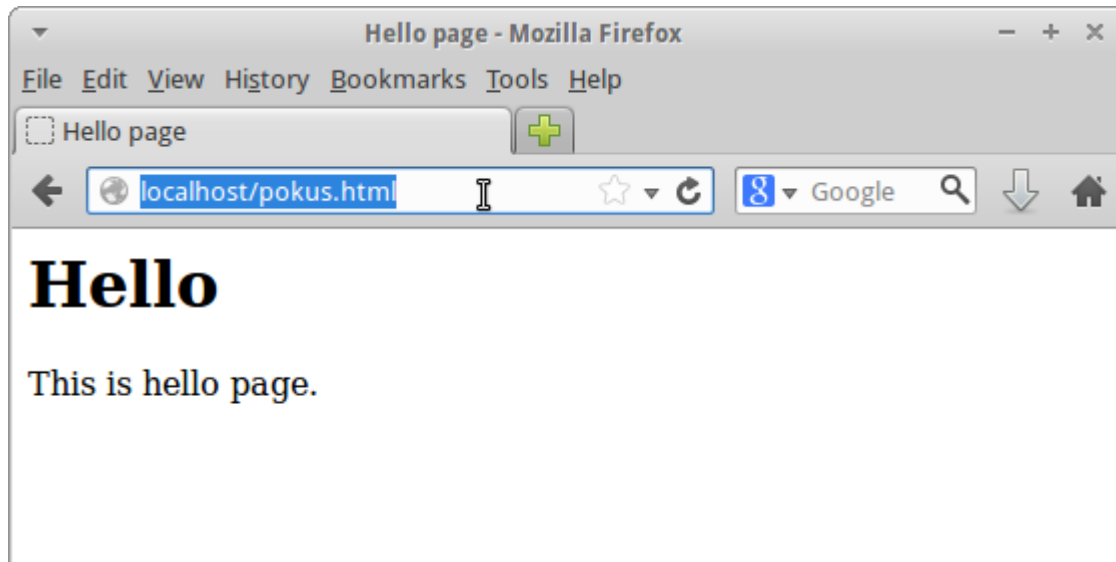 Hello page - Mozilla Firefox
File Edit View History Bookmarks Tools Help
Hello page
localhost/pokus.html 8 Google
Hello
This is hello page.